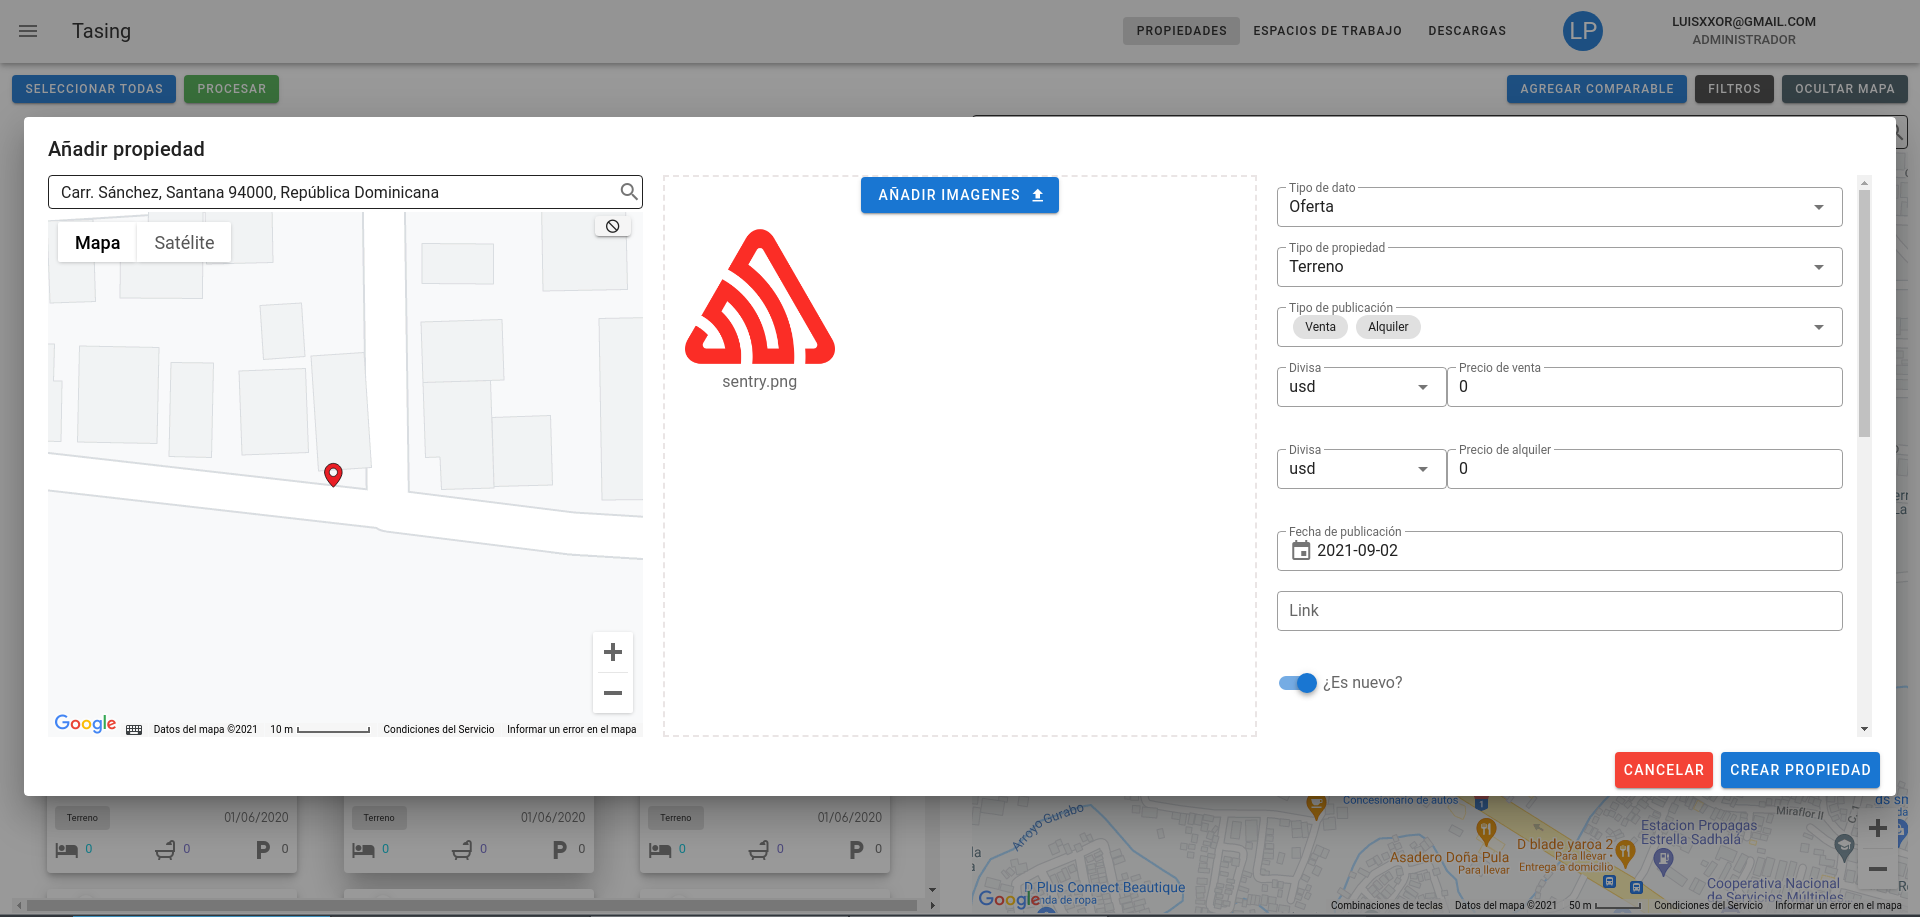 Tasing
PROPIEDADES
ESPACIOS DE TRABAJO
DESCARGAS
LP
LUISXXOR@GMAIL.COM
ADMINISTRADOR
SELECCIONAR TODAS
PROCESAR
AGREGAR COMPARABLE
FILTROS
OCULTAR MAPA
Añadir propiedad
Carr. Sánchez, Santana 94000, República Dominicana
Mapa
Satélite
Google
Datos del mapa ©2021
10 m
Condiciones del Servicio
Informar un error en el mapa
AÑADIR IMAGENES
sentry.png
Tipo de dato
Oferta
Tipo de propiedad
Terreno
Tipo de publicación
Venta
Alquiler
Divisa
usd
Precio de venta
0
Divisa
usd
Precio de alquiler
0
Fecha de publicación
2021-09-02
Link
¿Es nuevo?
CANCELAR
CREAR PROPIEDAD
Terreno
01/06/2020
0
0
P
0
Terreno
01/06/2020
0
0
P
0
Terreno
01/06/2020
0
0
P
0
Concesionario de autos
1
Arroyo Gurabo
Miraflor II
Estacion Propagas
Estrella Sadhalá
D blade yaroa 2
Para llevar
Entrega a domicilio
Asadero Doña Pula
Para llevar
D Plus Connect Beautique
nda de ropa
Cooperativa Nacional
de Servicios Múltiples
Google
Combinaciones de teclas
Datos del mapa ©2021
50 m
Condiciones del Servicio
Informar un error en el mapa